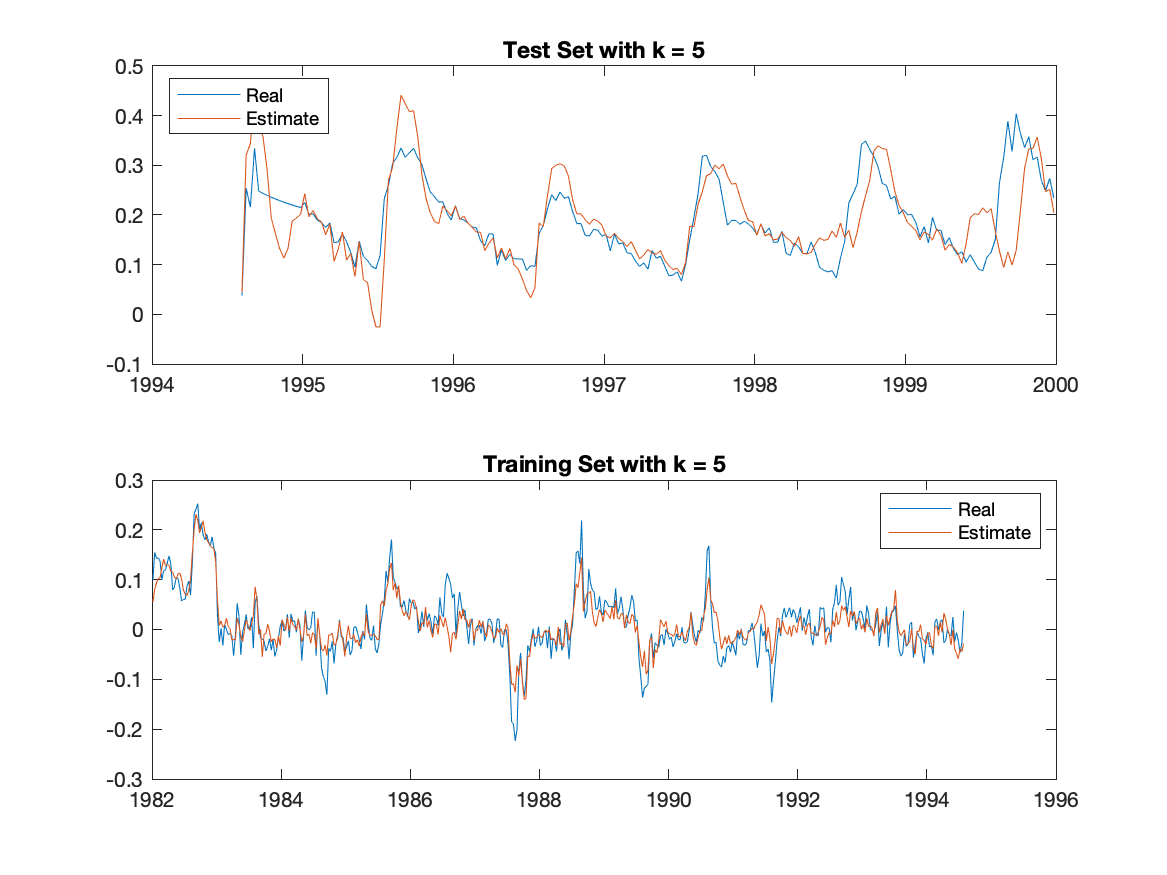 Test Set with k = 5
0.5
0.4
0.3
0.2
0.1
0
-0.1
Real
Estimate
1994 1995 1996 1997 1998 1999 2000
Training Set with k = 5
0.3
0.2
0.1
0
-0.1
-0.2
-0.3
Real
Estimate
1982 1984 1986 1988 1990 1992 1994 1996